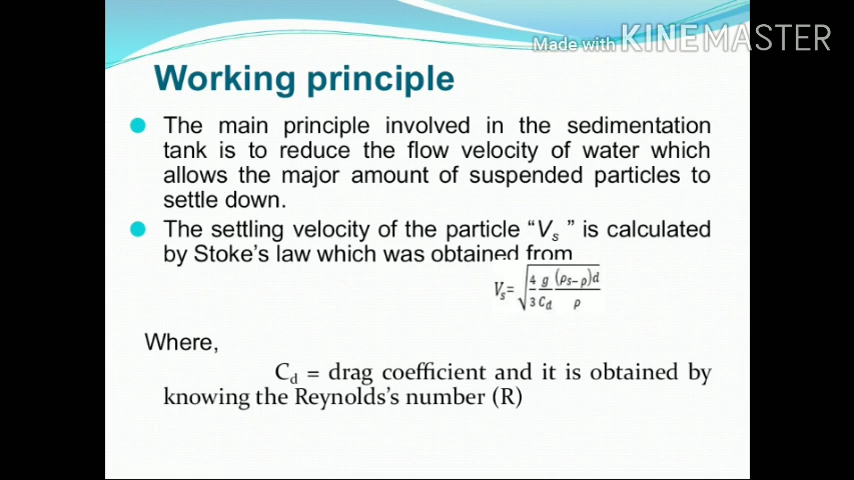 Made with KINEMASTER
Working principle
The main principle involved in the sedimentation
tank is to reduce the flow velocity of water which
allows the major amount of suspended particles to
settle down.
The settling velocity of the particle “Vs ” is calculated
by Stoke’s law which was obtained from
Vs=√(4/3 g/Cd (ρs-ρ)d/ρ)
Where,
Cd = drag coefficient and it is obtained by
knowing the Reynolds’s number (R)